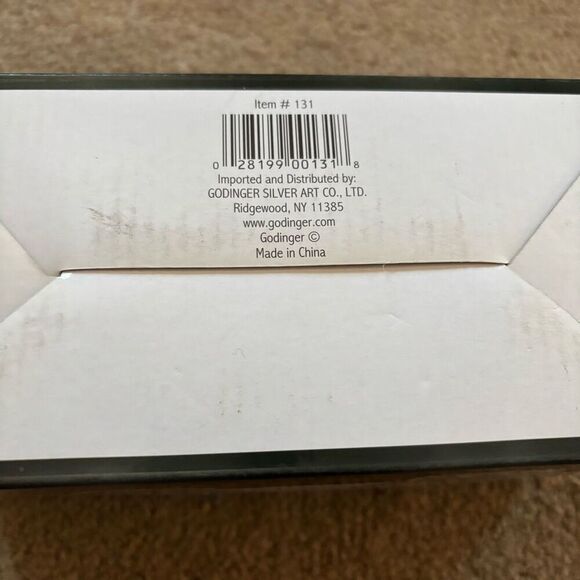 Item # 131
0 28199 00131 8
Imported and Distributed by:
GODINGER SILVER ART CO., LTD.
Ridgewood, NY 11385
www.godinger.com
Godinger ©
Made in China